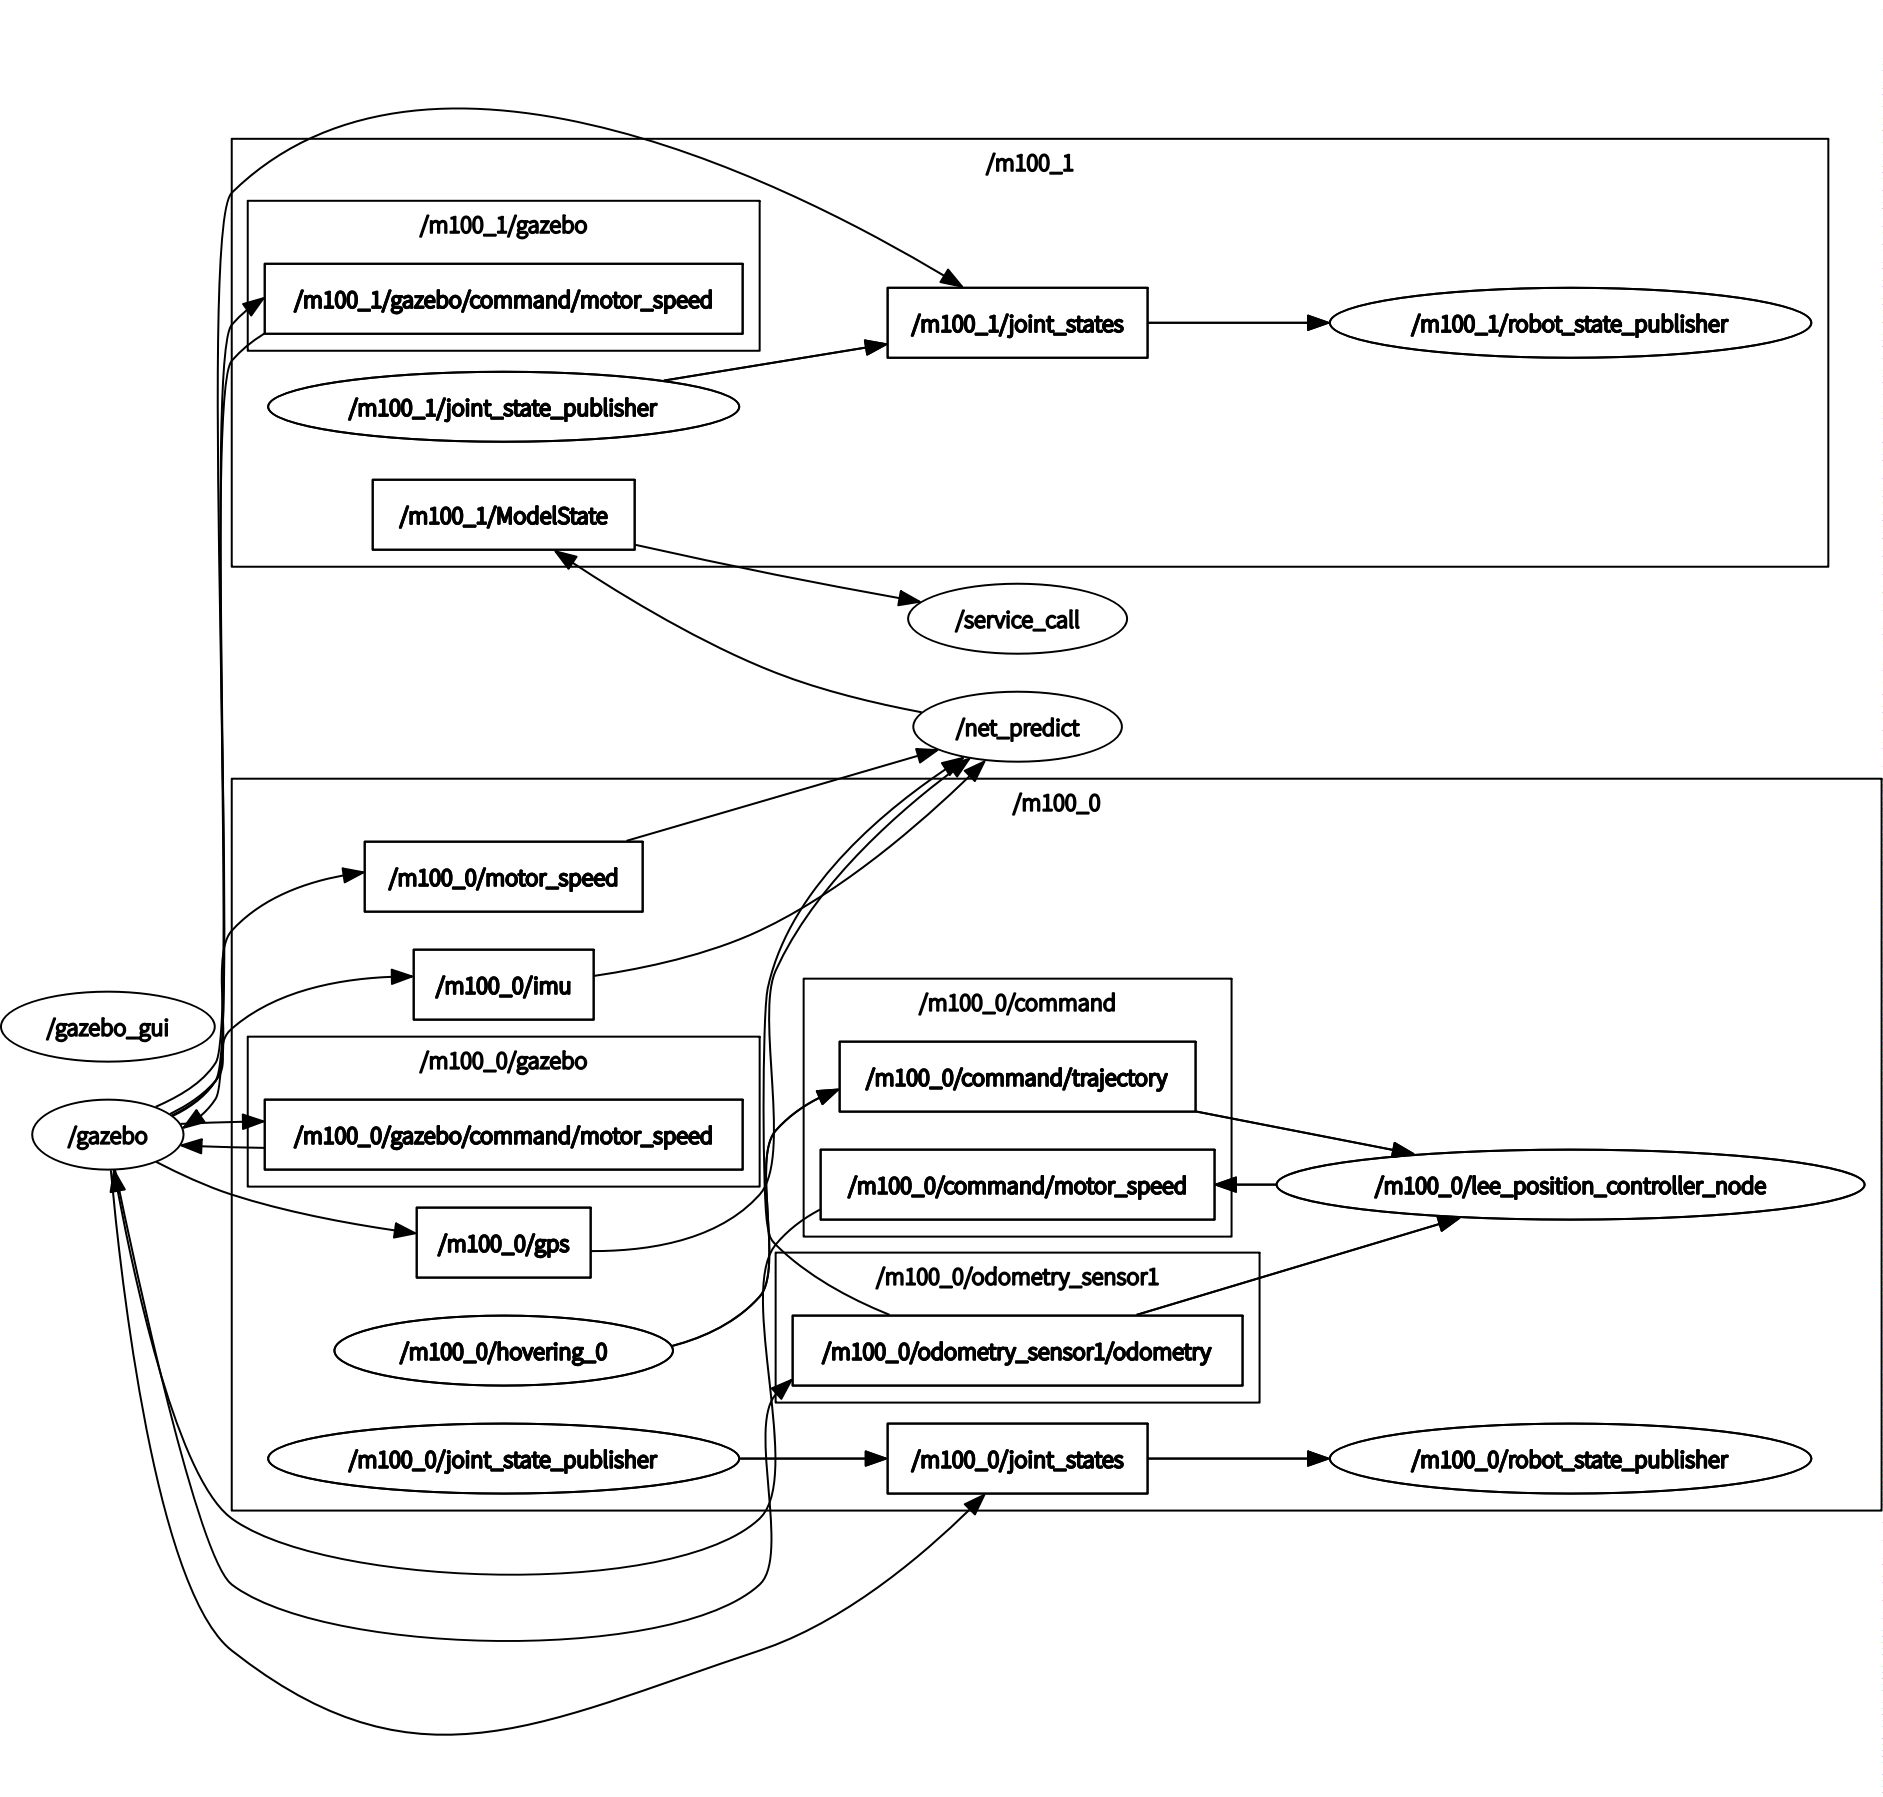 /m100_1
/m100_1/gazebo
/m100_1/gazebo/command/motor_speed
/m100_1/joint_states
/m100_1/robot_state_publisher
/m100_1/joint_state_publisher
/m100_1/ModelState
/service_call
/net_predict
/m100_0
/m100_0/motor_speed
/m100_0/imu
/m100_0/command
/gazebo_gui
/m100_0/gazebo
/m100_0/command/trajectory
/gazebo
/m100_0/gazebo/command/motor_speed
/m100_0/command/motor_speed
/m100_0/lee_position_controller_node
/m100_0/gps
/m100_0/odometry_sensor1
/m100_0/hovering_0
/m100_0/odometry_sensor1/odometry
/m100_0/joint_state_publisher
/m100_0/joint_states
/m100_0/robot_state_publisher